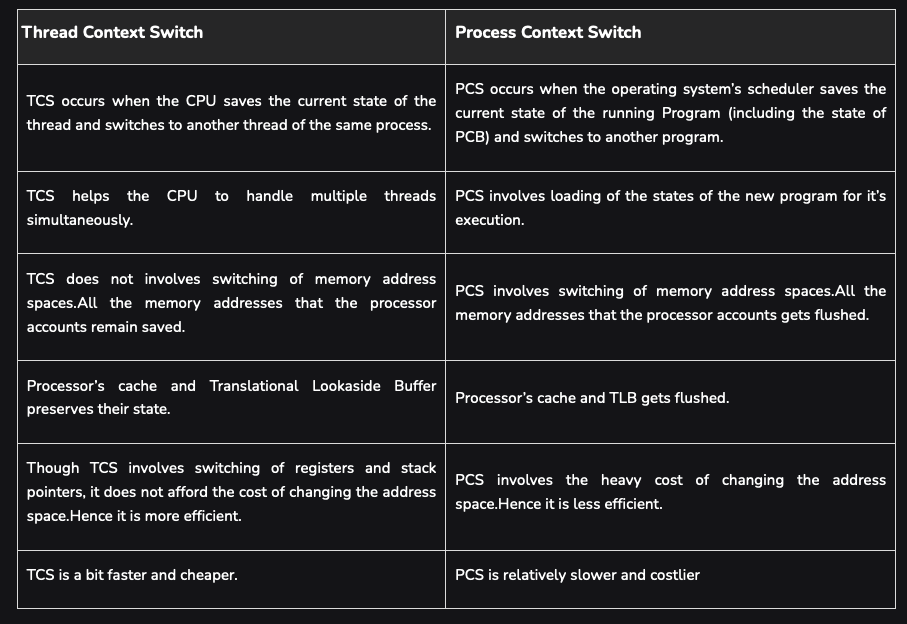 Thread Context Switch
Process Context Switch
TCS occurs when the CPU saves the current state of the
thread and switches to another thread of the same process.
PCS occurs when the operating system's scheduler saves the
current state of the running Program (including the state of
PCB) and switches to another program.
TCS helps the CPU to handle multiple threads
simultaneously.
PCS involves loading of the states of the new program for it's
execution.
TCS does not involves switching of memory address
spaces.All the memory addresses that the processor
accounts remain saved.
PCS involves switching of memory address spaces.All the
memory addresses that the processor accounts gets flushed.
Processor's cache and Translational Lookaside Buffer
preserves their state.
Processor's cache and TLB gets flushed.
Though TCS involves switching of registers and stack
pointers, it does not afford the cost of changing the address
space.Hence it is more efficient.
PCS involves the heavy cost of changing the address
space.Hence it is less efficient.
TCS is a bit faster and cheaper.
PCS is relatively slower and costlier